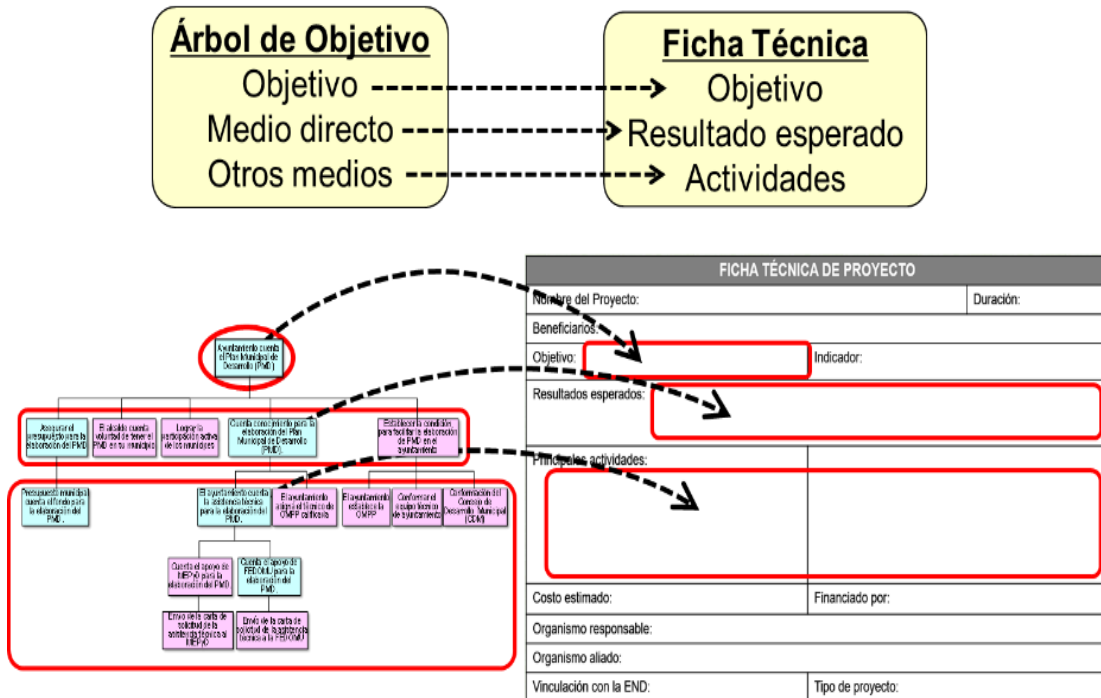 Árbol de Objetivo
Objetivo
Medio directo
Otros medios
Ficha Técnica
Objetivo
Resultado esperado
Actividades
Ayuntamiento cuenta
el Plan Municipal de
Desarrollo (PMD)
Asegurar el
presupuesto para la
elaboración del PMD
El alcalde cuenta
voluntad de tener el
PMD en su municipio
Lograr la
participación activa
de los munícipes
Cuenta conocimiento para la
elaboración del Plan
Municipal de Desarrollo
(PMD).
Establecer la condición
para facilitar la elaboración
de PMD en el
ayuntamiento
Presupuesto municipal
cuenta el fondo para
la elaboración del
PMD.
El ayuntamiento cuenta
la asistencia técnica
para la elaboración del
PMD.
El ayuntamiento
asigna el técnico de
OMPP calificarla
El ayuntamiento
establece la OMPP
Conformar el
equipo técnico
de ayuntamiento
Conformación del
Consejo de
Desarrollo Municipal
(CDM)
Cuenta el apoyo de
MEPyD para la
elaboración del PMD.
Cuenta el apoyo de
FEDOMU para la
elaboración del
PMD.
Envío de la carta de
solicitud de la
asistencia técnica al
MEPyD
Envío de la carta de
solicitud de la asistencia
técnica a la FEDOMU
FICHA TÉCNICA DE PROYECTO
Nombre del Proyecto: Duración:
Beneficiarios:
Objetivo: Indicador:
Resultados esperados:
Principales actividades:
Costo estimado: Financiado por:
Organismo responsable:
Organismo aliado:
Vinculación con la END: Tipo de proyecto: